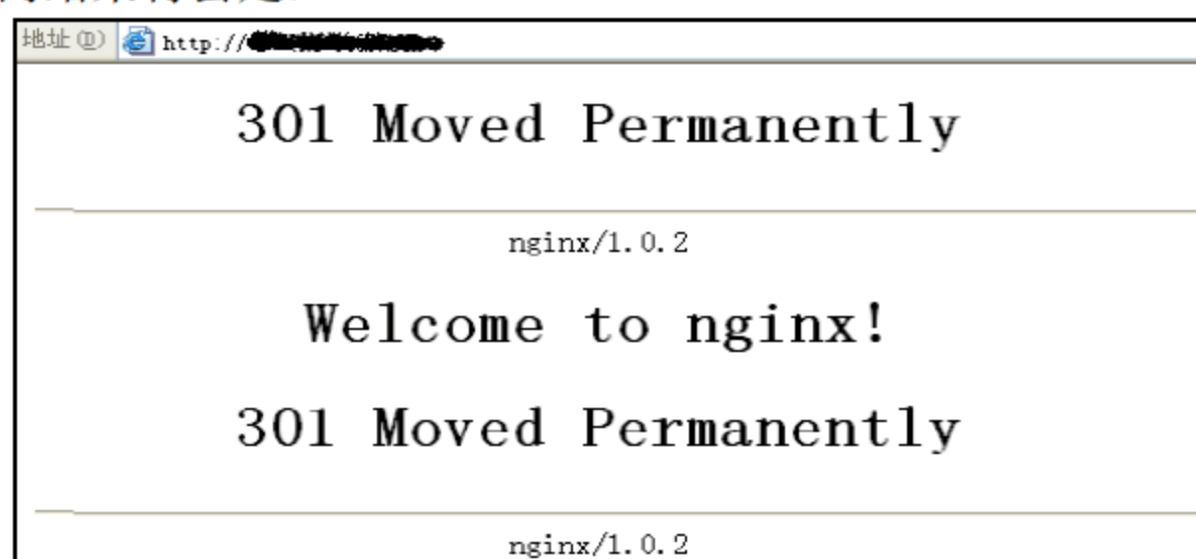 地址(D) http://
301 Moved Permanently
nginx/1.0.2
Welcome to nginx!
301 Moved Permanently
nginx/1.0.2